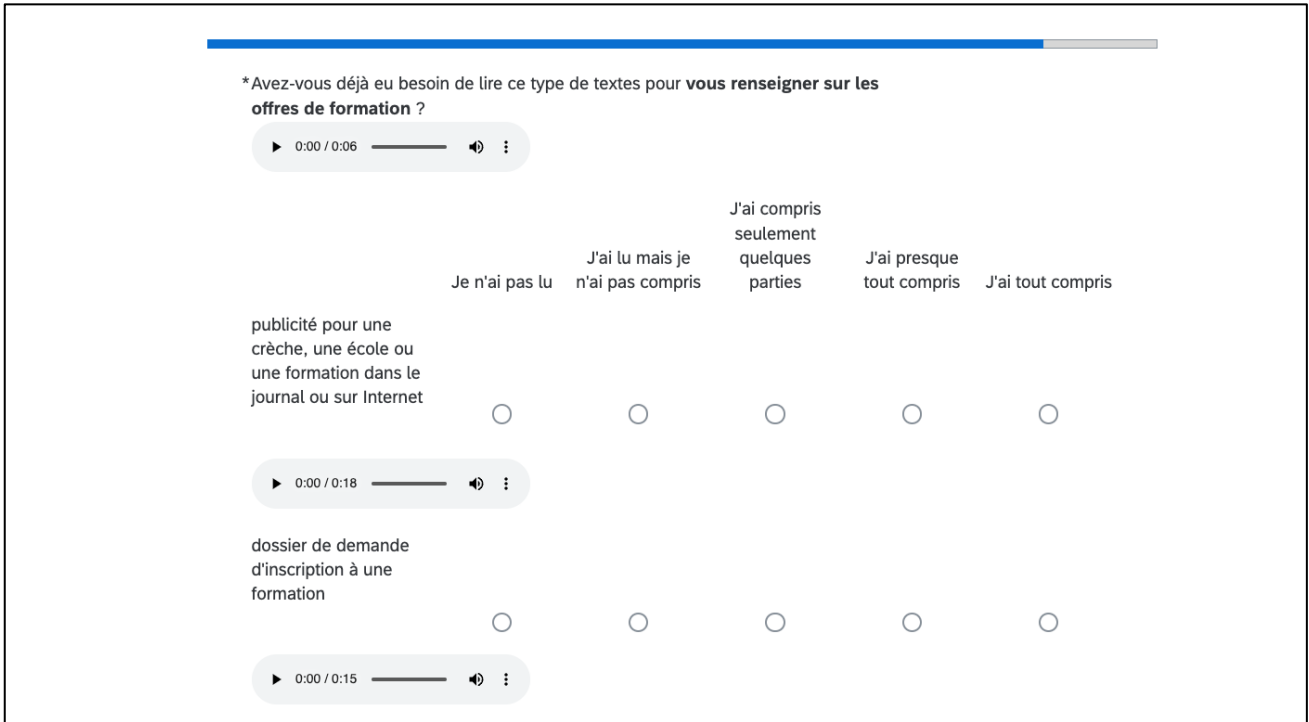 *Avez-vous déjà eu besoin de lire ce type de textes pour vous renseigner sur les
offres de formation ?
0:00 / 0:06
Je n'ai pas lu
J'ai lu mais je
n'ai pas compris
J'ai compris
seulement
quelques
parties
J'ai presque
tout compris
J'ai tout compris
publicité pour une
crèche, une école ou
une formation dans le
journal ou sur Internet
0:00 / 0:18
dossier de demande
d'inscription à une
formation
0:00 / 0:15